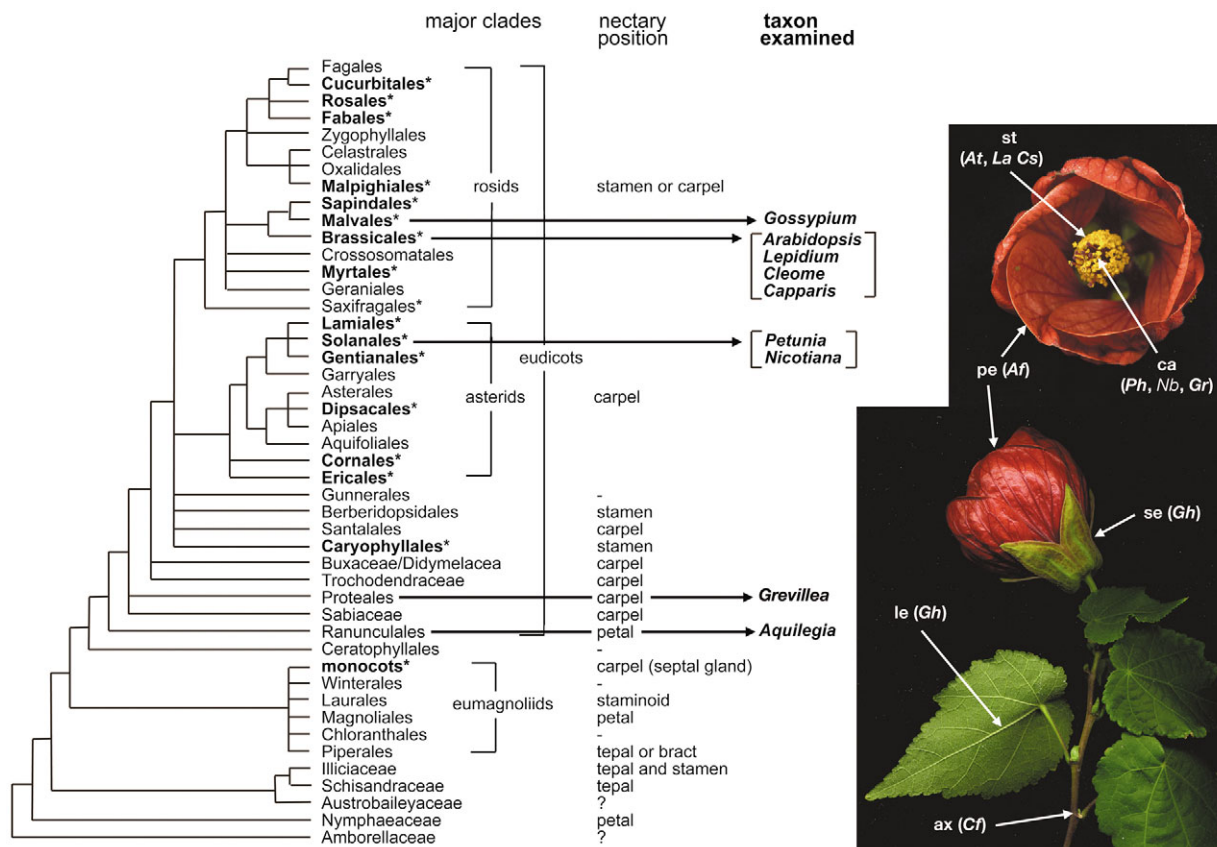 major clades nectary position taxon examined
Fagales
Cucurbitales*
Rosales*
Fabales*
Zygophyllales
Celastrales
Oxalidales
Malpighiales* rosids stamen or carpel
Sapindales*
Malvales* Gossypium
Brassicales* Arabidopsis
Lepidium
Crossosomatales
Cleome
Myrtales*
Capparis
Geraniales
Saxifragales*
Lamiales*
Solanales* Petunia
eudicots
Gentianales* Nicotiana
Garryales
Asterales asterids carpel
Dipsacales*
Apiales
Aquifoliales
Cornales*
Ericales*
Gunnerales -
Berberidopsidales stamen
Santalales carpel
Caryophyllales* stamen
Buxaceae/Didymelacea carpel
Trochodendraceae carpel
Proteales carpel Grevillea
Sabiaceae carpel
Ranunculales petal Aquilegia
Ceratophyllales -
monocots* carpel (septal gland)
Winterales -
Laurales eumagnoliids staminoid
Magnoliales petal
Chloranthales -
Piperales tepal or bract
Illiciaceae tepal and stamen
Schisandraceae tepal
Austrobaileyaceae ?
Nymphaeaceae petal
Amborellaceae ?
st
(At, La Cs)
pe (Af)
ca
(Ph, Nb, Gr)
se (Gh)
le (Gh)
ax (Cf)